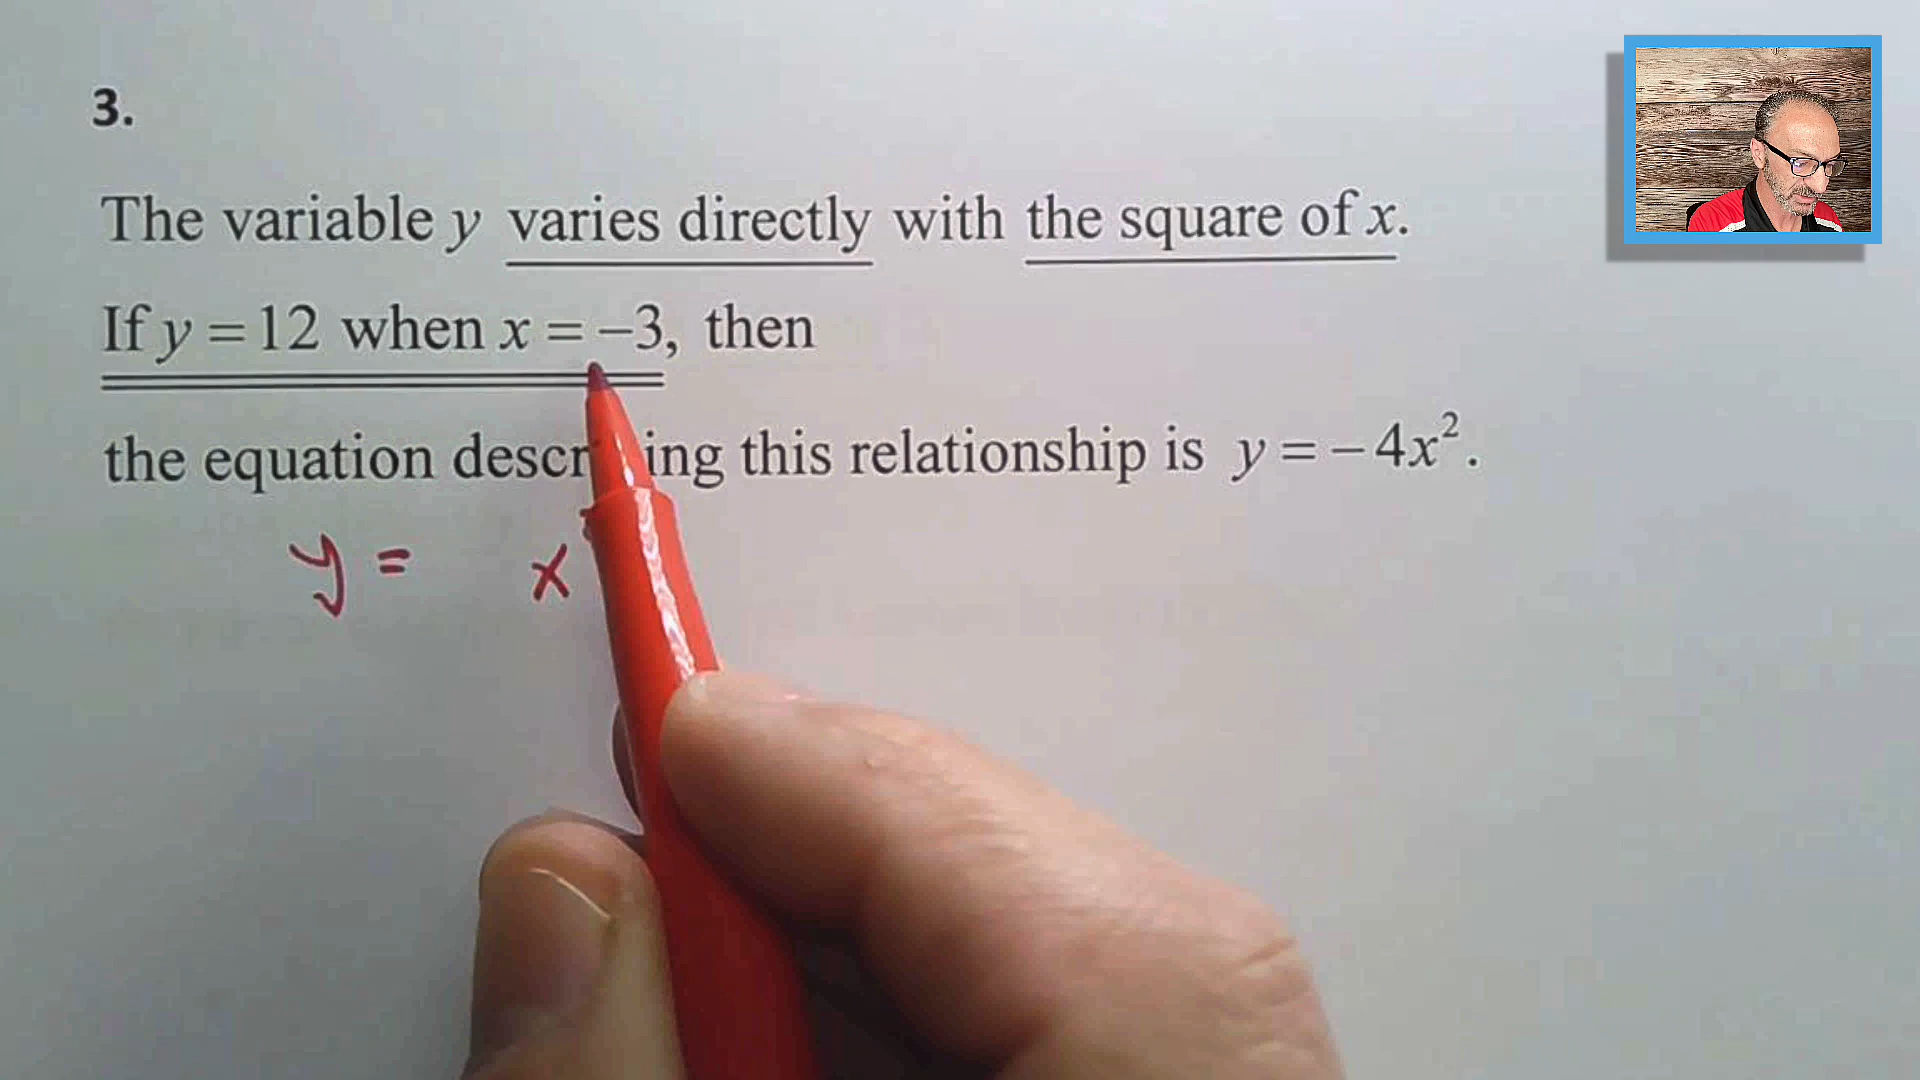 3.
The variable y varies directly with the square of x.
If y = 12 when x = −3, then
the equation descr ing this relationship is y = −4x².
y = x